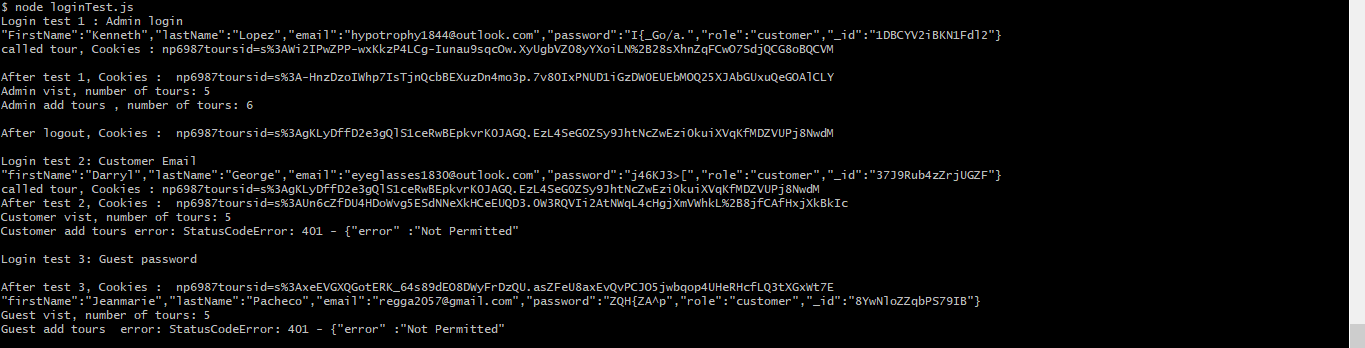 $ node loginTest.js
Login test 1 : Admin login
"FirstName":"Kenneth","lastName":"Lopez","email":"hypotrophy1844@outlook.com","password":"I{_Go/a.","role":"customer","_id":"1DBCYV2iBKN1Fdl2"}
called tour, Cookies : np6987toursid=s%3AWi2IPwZPP-wxKkzP4LCg-Iunau9sqcOw.XyUgbVZO8yYXoiLN%2B28sXhnZqFCwO7SdjQCG8oBQCVM
After test 1, Cookies :  np6987toursid=s%3A-HnzDzoIWhp7IsTjnQcbBEXuzDn4mo3p.7v8OIxPNUD1iGzDWOEUEbMOQ25XJAbGUxuQeGOAlCLY
Admin vist, number of tours: 5
Admin add tours , number of tours: 6
After logout, Cookies :  np6987toursid=s%3AgKLyDffD2e3gQlS1ceRwBEpkvrK0JAGQ.EzL4SeGOZSy9JhtNcZwEzi0kuiXVqKfMDZVUPj8NwdM
Login test 2: Customer Email
"firstName":"Darryl","lastName":"George","email":"eyeglasses1830@outlook.com","password":"j46KJ3>[","role":"customer","_id":"37J9Rub4zZrjUGZF"}
called tour, Cookies : np6987toursid=s%3AgKLyDffD2e3gQlS1ceRwBEpkvrK0JAGQ.EzL4SeGOZSy9JhtNcZwEzi0kuiXVqKfMDZVUPj8NwdM
After test 2, Cookies :  np6987toursid=s%3AUn6cZfDU4HDoWvg5ESdNNeXkHCeEUQD3.OW3RQVIi2AtNWqL4cHgjXmVWhkL%2B8jfCAfHxjXkBkIc
Customer vist, number of tours: 5
Customer add tours error: StatusCodeError: 401 - {"error" :"Not Permitted"
Login test 3: Guest password
After test 3, Cookies :  np6987toursid=s%3AxeEVGXQGotERK_64s89dEO8DWyFrDzQU.asZFeU8axEvQvPCJO5jwbqop4UHeRHcfLQ3tXGxWt7E
"firstName":"Jeanmarie","lastName":"Pacheco","email":"regga2057@gmail.com","password":"ZQH{ZA^p","role":"customer","_id":"8YwNloZZqbPS79IB"}
Guest vist, number of tours: 5
Guest add tours  error: StatusCodeError: 401 - {"error" :"Not Permitted"